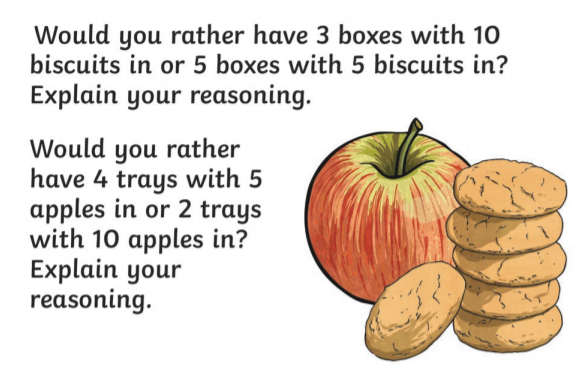 Would you rather have 3 boxes with 10
biscuits in or 5 boxes with 5 biscuits in?
Explain your reasoning.
Would you rather
have 4 trays with 5
apples in or 2 trays
with 10 apples in?
Explain your
reasoning.